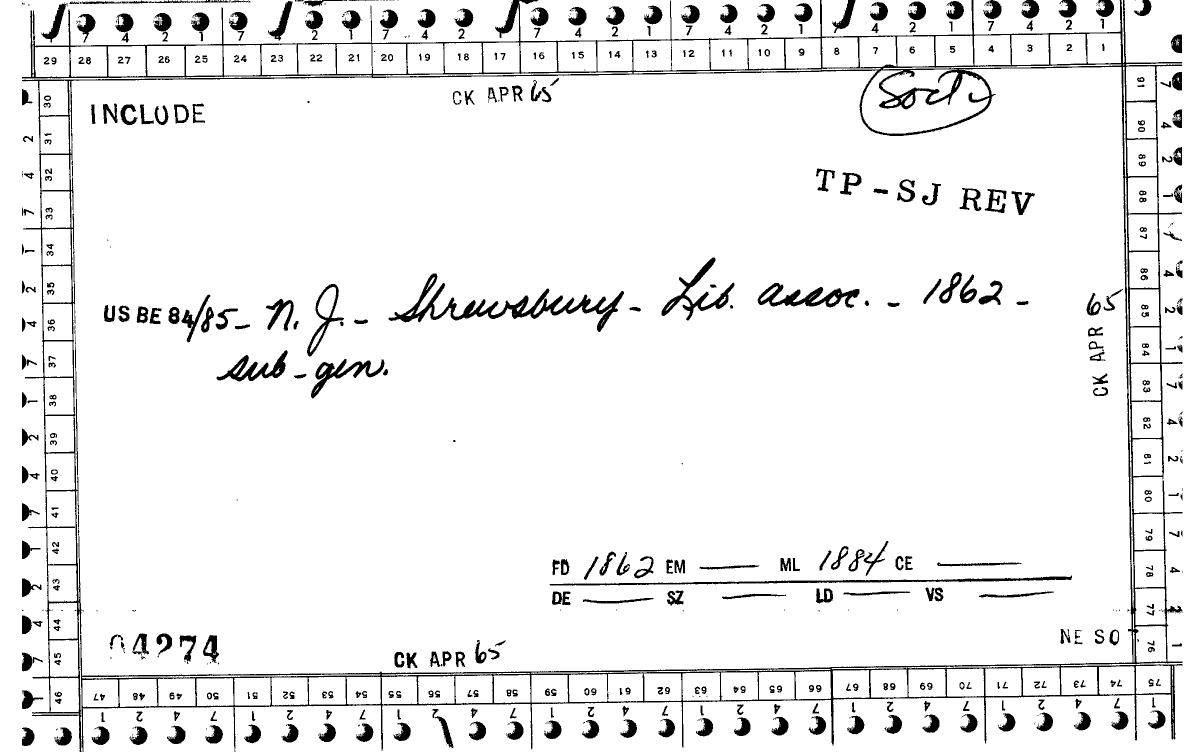 7 4 2 1 7 4 2 1 7 4 2 1 7 4 2 1 7 4 2 1 7 4 2 1
29 28 27 26 25 24 23 22 21 20 19 18 17 16 15 14 13 12 11 10 9 8 7 6 5 4 3 2 1
INCLUDE
CK APR 65
TP-SJ REV
US BE 84/85- N. J. - Shrewsbury - Lib. assoc. - 1862 -
sub-gen.
CK APR 65
FD 1862 EM — ML 1884 CE —
DE — SZ — LD — VS —
04274
CK APR 65
NE SO
30 31 32 33 34 35 36 37 38 39 40 41 42 43 44 45 46
91 90 89 88 87 86 85 84 83 82 81 80 79 78 77 76
47 48 49 50 51 52 53 54 55 56 57 58 59 60 61 62 63 64 65 66 67 68 69 70 71 72 73 74 75
1 2 4 7 1 2 4 7 1 2 4 7 1 2 4 7 1 2 4 7 1 2 4 7 1 2 4 7 1